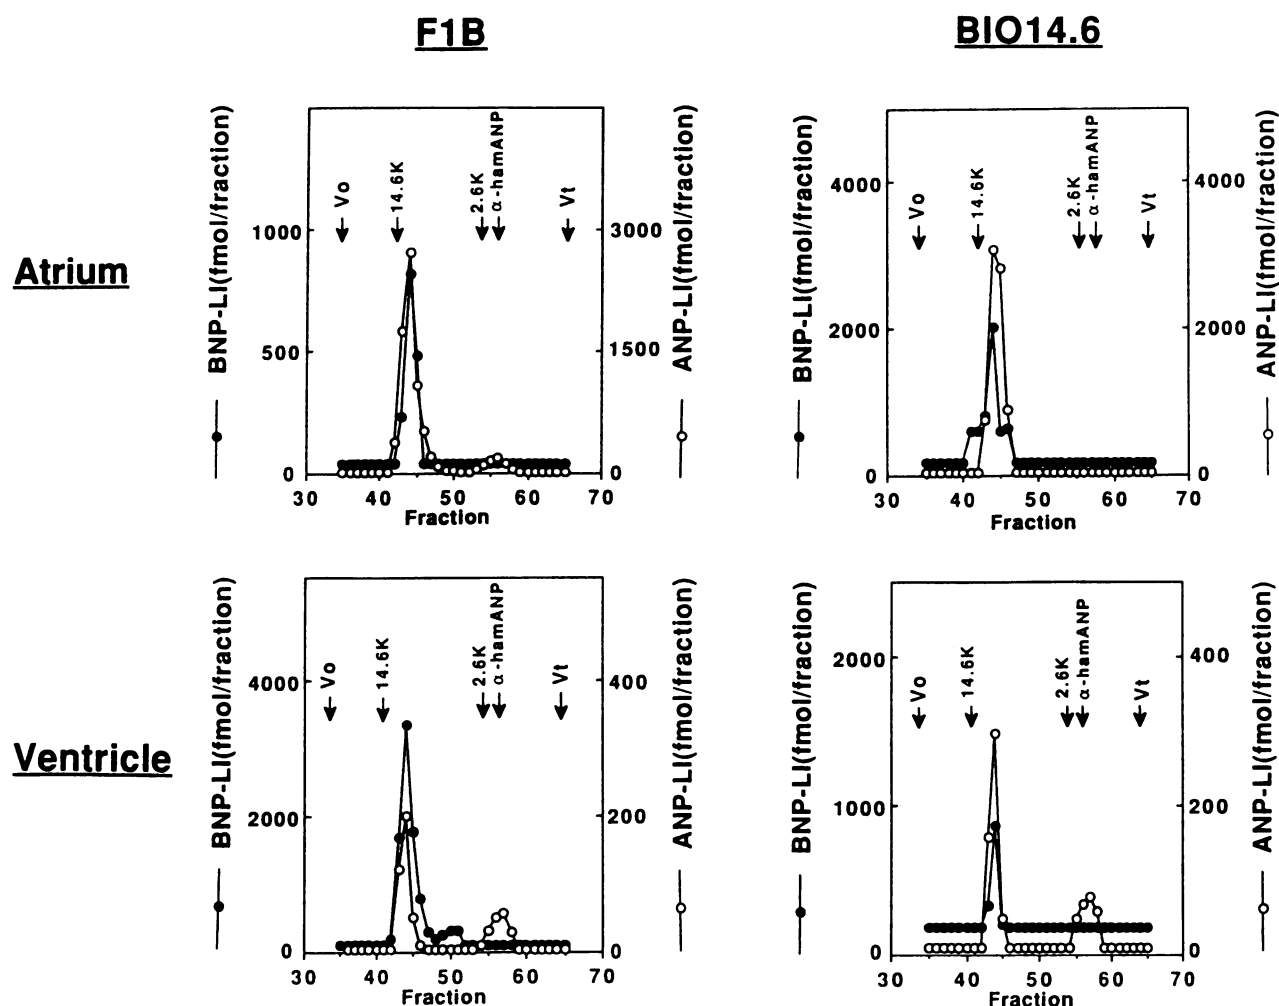 F1B
BIO14.6
Atrium
Ventricle
BNP-LI(fmol/fraction)
1000
500
0
Vo
14.6K
2.6K
α-hamANP
Vt
3000
1500
0
ANP-LI(fmol/fraction)
30 40 50 60 70
Fraction
BNP-LI(fmol/fraction)
4000
2000
0
Vo
14.6K
2.6K
α-hamANP
Vt
4000
2000
0
ANP-LI(fmol/fraction)
30 40 50 60 70
Fraction
BNP-LI(fmol/fraction)
4000
2000
0
Vo
14.6K
2.6K
α-hamANP
Vt
400
200
0
ANP-LI(fmol/fraction)
30 40 50 60 70
Fraction
BNP-LI(fmol/fraction)
2000
1000
0
Vo
14.6K
2.6K
α-hamANP
Vt
400
200
0
ANP-LI(fmol/fraction)
30 40 50 60 70
Fraction